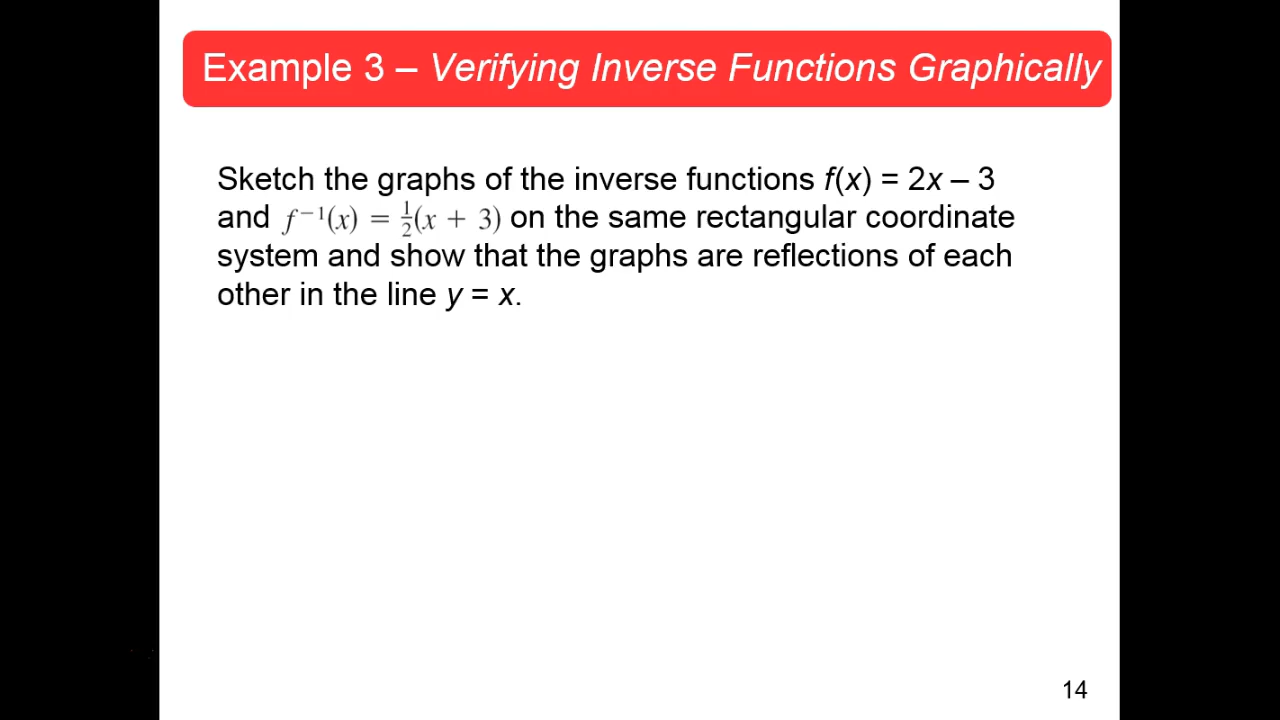 Example 3 – Verifying Inverse Functions Graphically
Sketch the graphs of the inverse functions f(x) = 2x – 3
and f⁻¹(x) = ½(x + 3) on the same rectangular coordinate
system and show that the graphs are reflections of each
other in the line y = x.
14